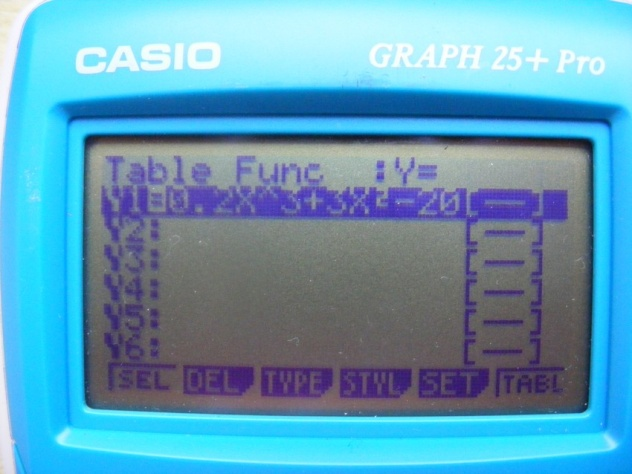 CASIO GRAPH 25+ Pro
Table Func :Y=
Y1=0.2X^3+3X²-20[—]
Y2: [—]
Y3: [—]
Y4: [—]
Y5: [—]
Y6: [—]
SEL DEL TYPE STYL SET TABL